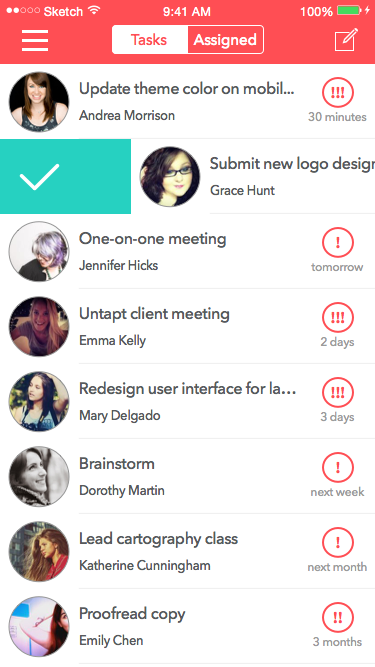 Sketch 9:41 AM 100%
Tasks Assigned
Update theme color on mobil...
!!!
Andrea Morrison
30 minutes
Submit new logo design
Grace Hunt
One-on-one meeting
!
Jennifer Hicks
tomorrow
Untapt client meeting
!!!
Emma Kelly
2 days
Redesign user interface for la...
!!!
Mary Delgado
3 days
Brainstorm
!
Dorothy Martin
next week
Lead cartography class
!
Katherine Cunningham
next month
Proofread copy
!!
Emily Chen
3 months